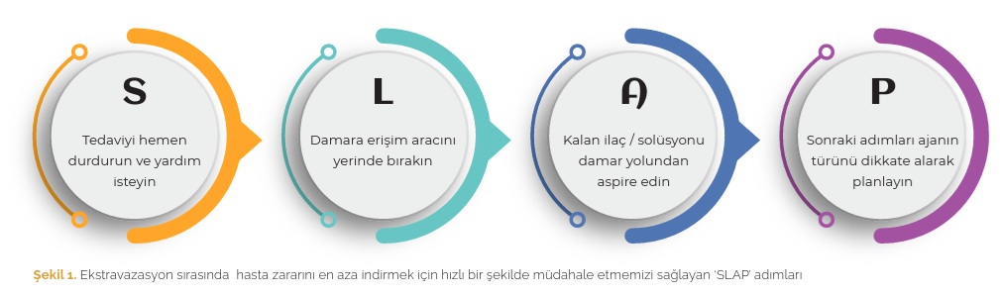 S
Tedaviyi hemen
durdurun ve yardım
isteyin
L
Damara erişim aracını
yerinde bırakın
A
Kalan ilaç / solüsyonu
damar yolundan
aspire edin
P
Sonraki adımları ajanın
türünü dikkate alarak
planlayın
Şekil 1. Ekstravazasyon sırasında hasta zararını en aza indirmek için hızlı bir şekilde müdahale etmemizi sağlayan ‘SLAP’ adımları